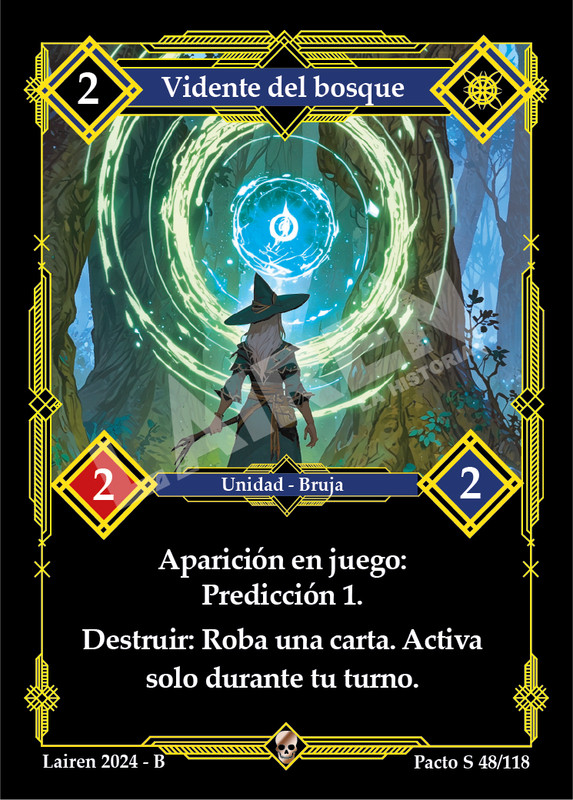 2
Vidente del bosque
2
Unidad - Bruja
2
Aparición en juego:
Predicción 1.
Destruir: Roba una carta. Activa
solo durante tu turno.
Lairen 2024 - B
Pacto S 48/118